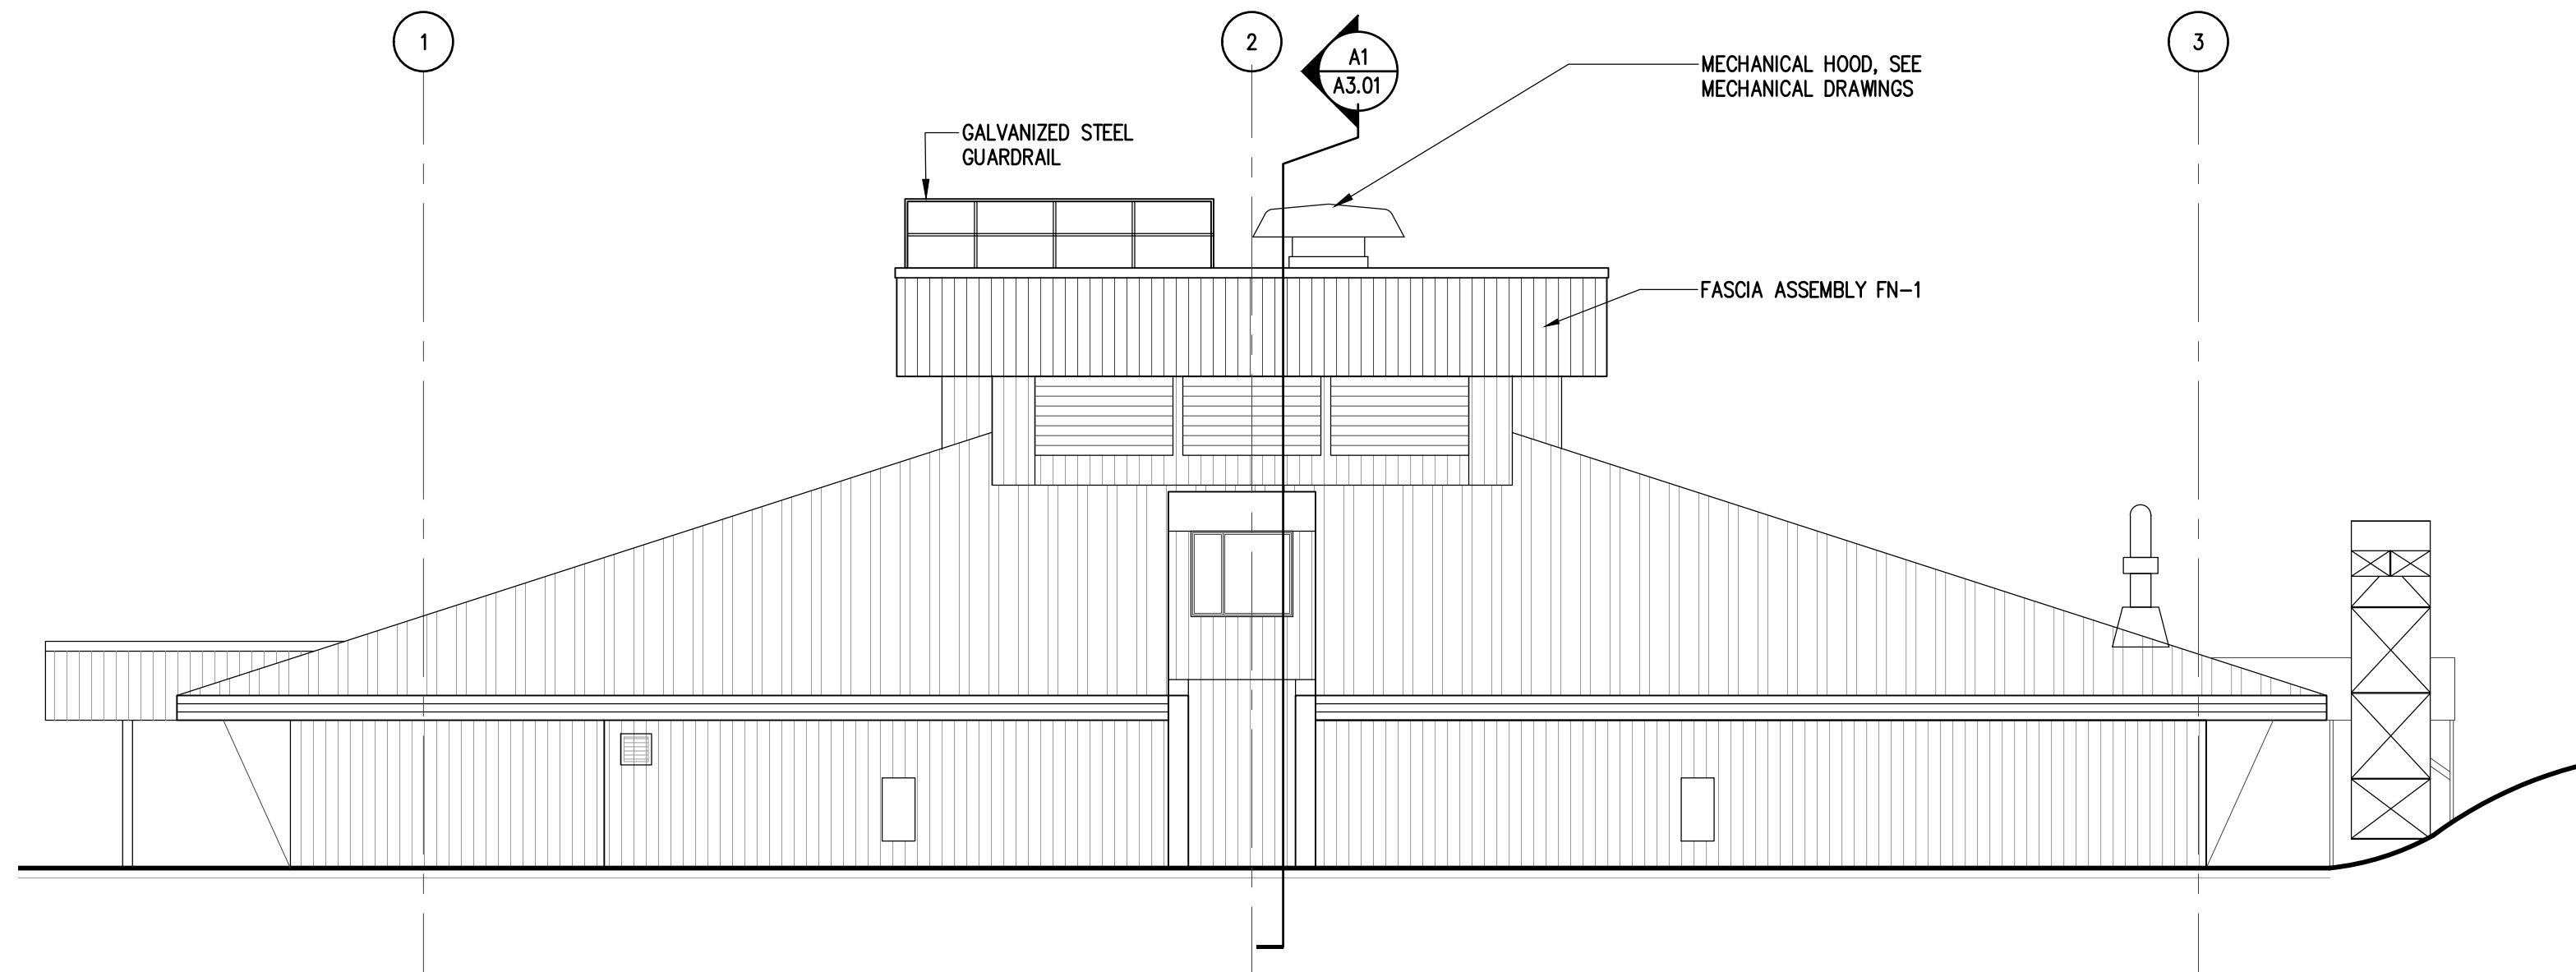 1
2
A1
A3.01
3
MECHANICAL HOOD, SEE
MECHANICAL DRAWINGS
GALVANIZED STEEL
GUARDRAIL
FASCIA ASSEMBLY FN-1